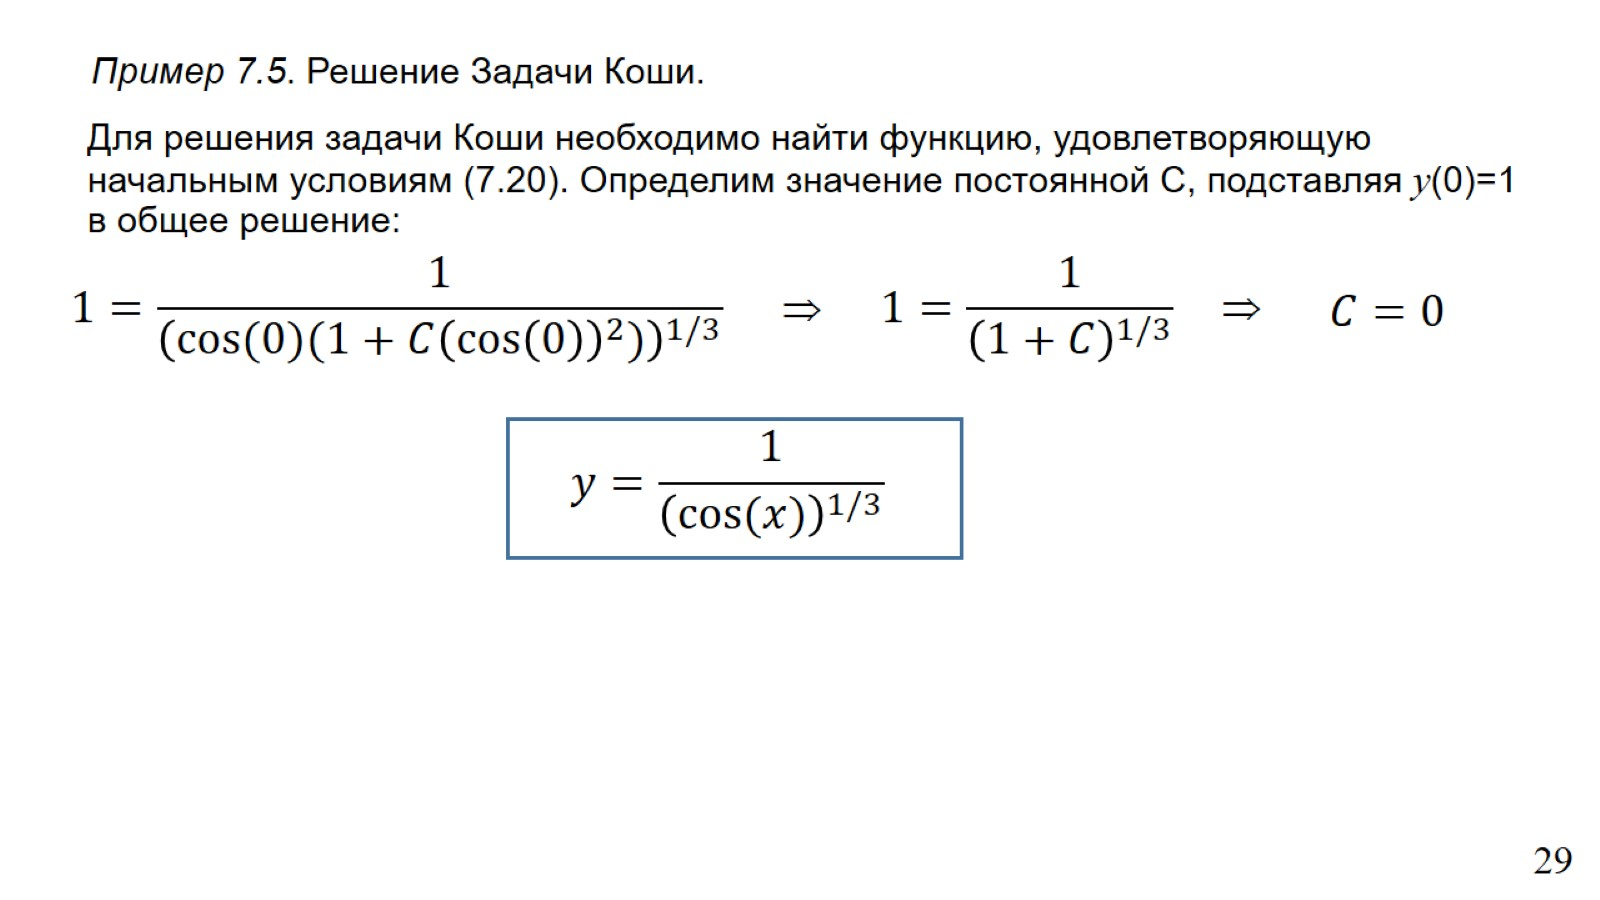 Пример 7.5. Решение Задачи Коши.
Для решения задачи Коши необходимо найти функцию, удовлетворяющую
начальным условиям (7.20). Определим значение постоянной С, подставляя y(0)=1
в общее решение:
1 = 1/(cos(0)(1 + C(cos(0))²))^{1/3} ⇒ 1 = 1/(1 + C)^{1/3} ⇒ C = 0
y = 1/(cos(x))^{1/3}
29